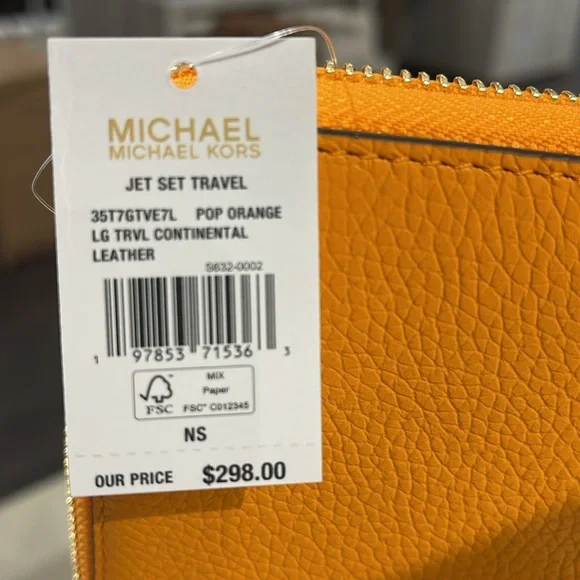 MICHAEL
MICHAEL KORS
JET SET TRAVEL
35T7GTVE7L POP ORANGE
LG TRVL CONTINENTAL
LEATHER
S632-0002
1 97853 71536 3
MIX
Paper
FSC
FSC™ C012345
NS
OUR PRICE $298.00